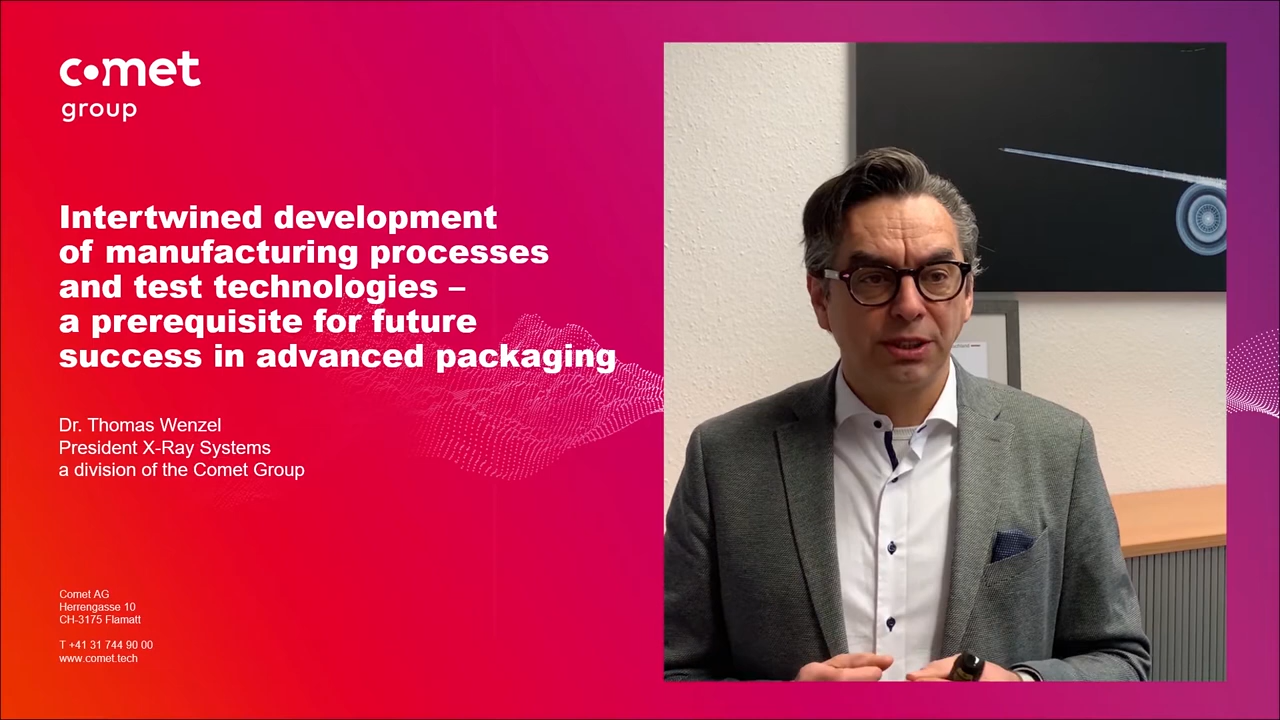 comet
group
Intertwined development
of manufacturing processes
and test technologies –
a prerequisite for future
success in advanced packaging
Dr. Thomas Wenzel
President X-Ray Systems
a division of the Comet Group
Comet AG
Herrengasse 10
CH-3175 Flamatt
T +41 31 744 90 00
www.comet.tech